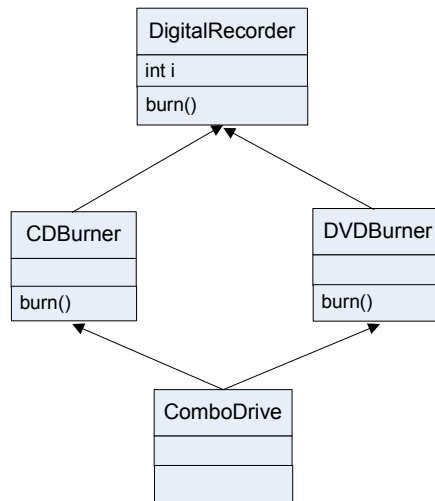 DigitalRecorder
int i
burn()
CDBurner
burn()
DVDBurner
burn()
ComboDrive